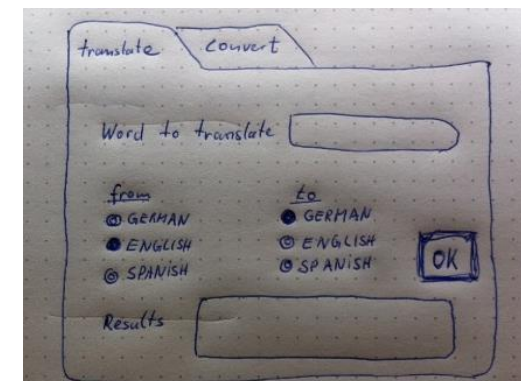 translate convert
Word to translate
from to
GERMAN GERMAN
ENGLISH ENGLISH
SPANiSH SPANiSH
OK
Results